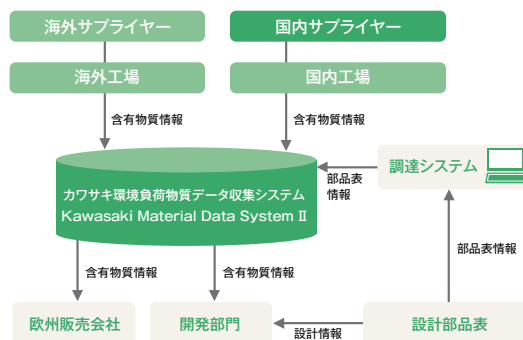 海外サプライヤー
国内サプライヤー
海外工場
国内工場
含有物質情報
含有物質情報
カワサキ環境負荷物質データ収集システム
Kawasaki Material Data System Ⅱ
部品表
情報
調達システム
部品表情報
含有物質情報
含有物質情報
欧州販売会社
開発部門
設計情報
設計部品表